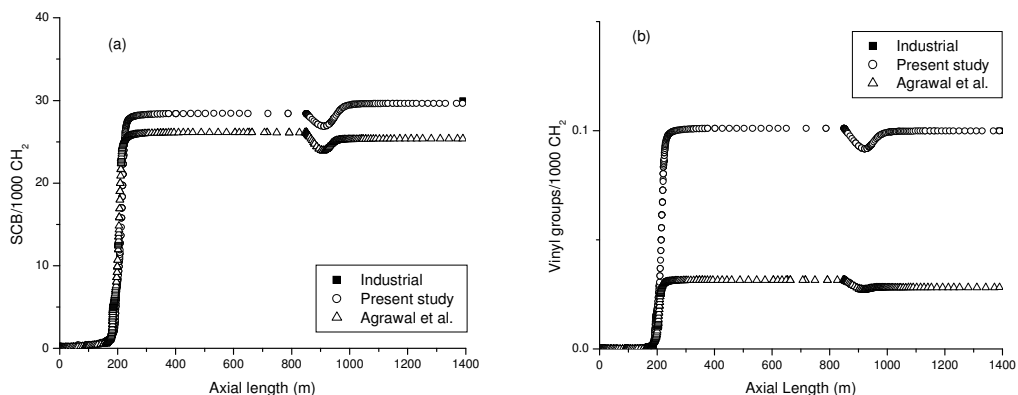 (a)
SCB/1000 CH₂
40
30
20
10
0
0 200 400 600 800 1000 1200 1400
Axial length (m)
Industrial
Present study
Agrawal et al.
(b)
Vinyl groups/1000 CH₂
0.1
0.0
0 200 400 600 800 1000 1200 1400
Axial Length (m)
Industrial
Present study
Agrawal et al.